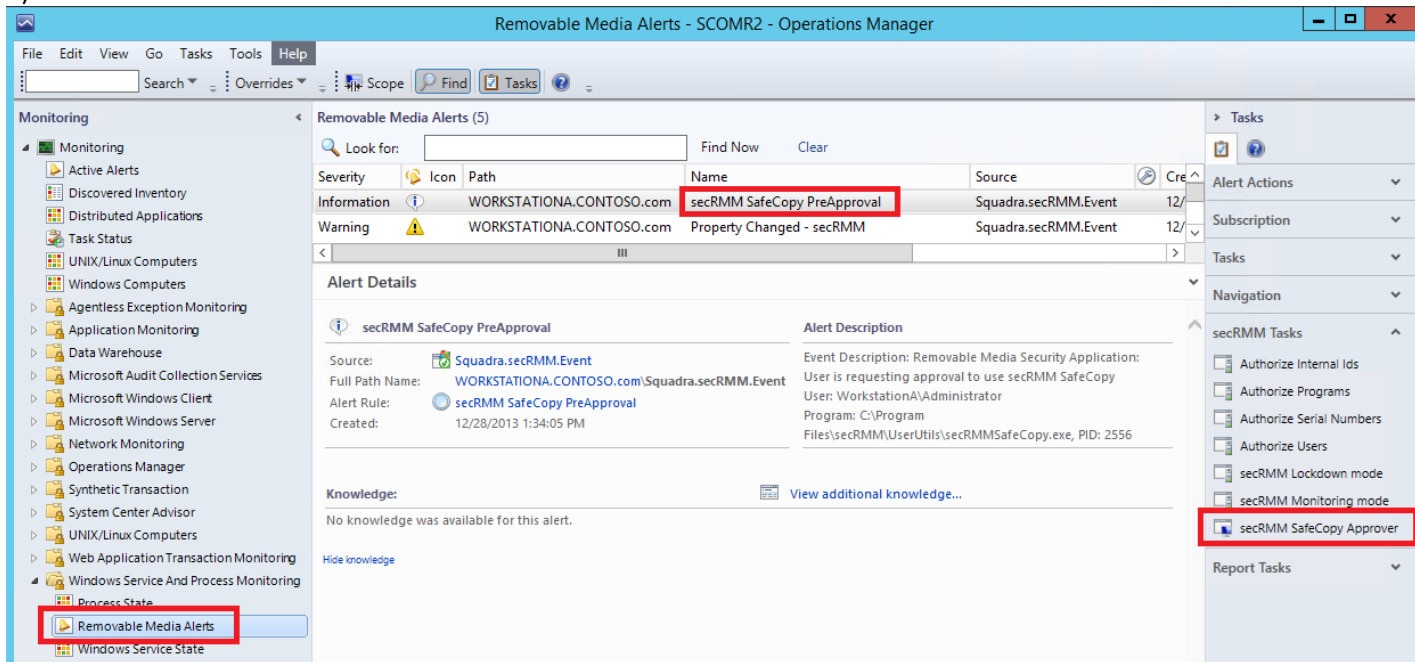 Removable Media Alerts - SCOMR2 - Operations Manager
File Edit View Go Tasks Tools Help
Search Overrides Scope Find Tasks
Monitoring
Monitoring
Active Alerts
Discovered Inventory
Distributed Applications
Task Status
UNIX/Linux Computers
Windows Computers
Agentless Exception Monitoring
Application Monitoring
Data Warehouse
Microsoft Audit Collection Services
Microsoft Windows Client
Microsoft Windows Server
Network Monitoring
Operations Manager
Synthetic Transaction
System Center Advisor
UNIX/Linux Computers
Web Application Transaction Monitoring
Windows Service And Process Monitoring
Process State
Removable Media Alerts
Windows Service State
Removable Media Alerts (5)
Look for: Find Now Clear
Severity Icon Path Name Source Cre
Information WORKSTATIONA.CONTOSO.com secRMM SafeCopy PreApproval Squadra.secRMM.Event 12/
Warning WORKSTATIONA.CONTOSO.com Property Changed - secRMM Squadra.secRMM.Event 12/
Alert Details
secRMM SafeCopy PreApproval
Source: Squadra.secRMM.Event
Full Path Name: WORKSTATIONA.CONTOSO.com\Squadra.secRMM.Event
Alert Rule: secRMM SafeCopy PreApproval
Created: 12/28/2013 1:34:05 PM
Alert Description
Event Description: Removable Media Security Application:
User is requesting approval to use secRMM SafeCopy
User: WorkstationA\Administrator
Program: C:\Program
Files\secRMM\UserUtils\secRMMSafeCopy.exe, PID: 2556
Knowledge: View additional knowledge...
No knowledge was available for this alert.
Hide knowledge
Tasks
Alert Actions
Subscription
Tasks
Navigation
secRMM Tasks
Authorize Internal Ids
Authorize Programs
Authorize Serial Numbers
Authorize Users
secRMM Lockdown mode
secRMM Monitoring mode
secRMM SafeCopy Approver
Report Tasks